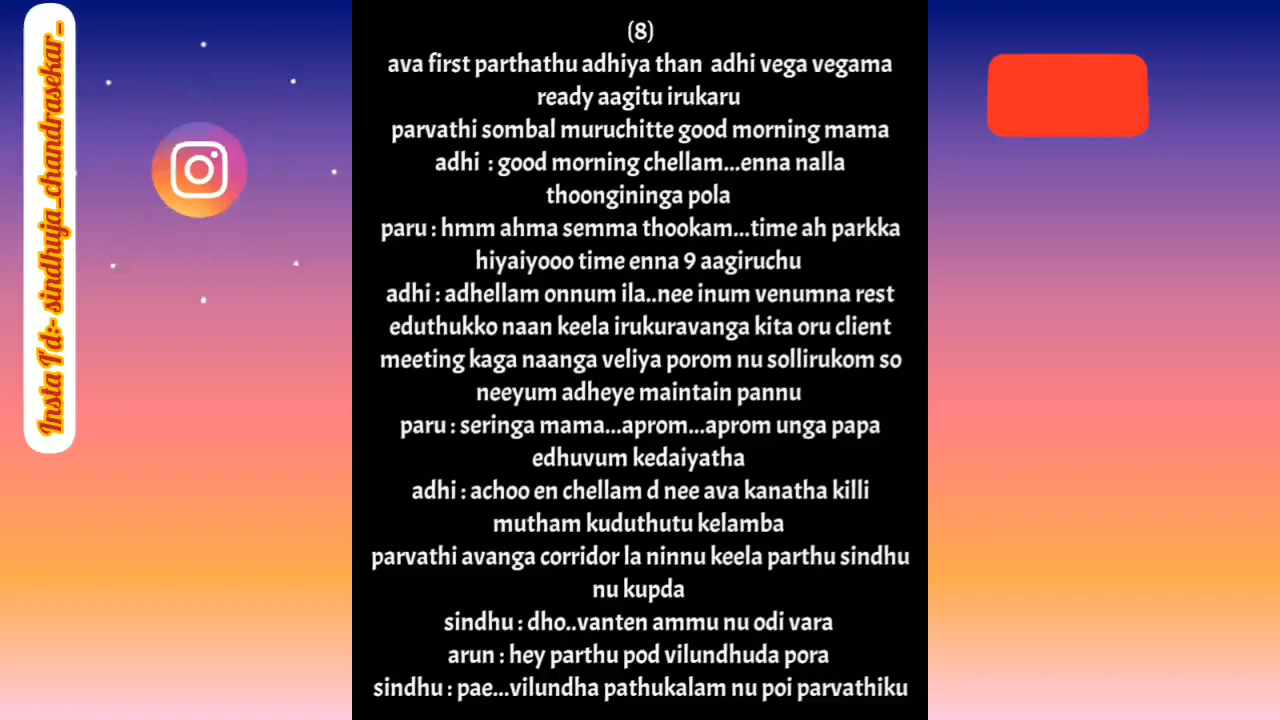 Insta I'd:- sindhuja_chandrasekar_
(8)
ava first parthathu adhiya than adhi vega vegama
ready aagitu irukaru
parvathi sombal muruchitte good morning mama
adhi : good morning chellam...enna nalla
thoongininga pola
paru : hmm ahma semma thookam...time ah parkka
hiyaiyooo time enna 9 aagiruchu
adhi : adhellam onnum ila..nee inum venumna rest
eduthukko naan keela irukuravanga kita oru client
meeting kaga naanga veliya porom nu sollirukom so
neeyum adheye maintain pannu
paru : seringa mama...aprom...aprom unga papa
edhuvum kedaiyatha
adhi : achoo en chellam d nee ava kanatha killi
mutham kuduthutu kelamba
parvathi avanga corridor la ninnu keela parthu sindhu
nu kupda
sindhu : dho..vanten ammu nu odi vara
arun : hey parthu pod vilundhuda pora
sindhu : pae...vilundha pathukalam nu poi parvathiku